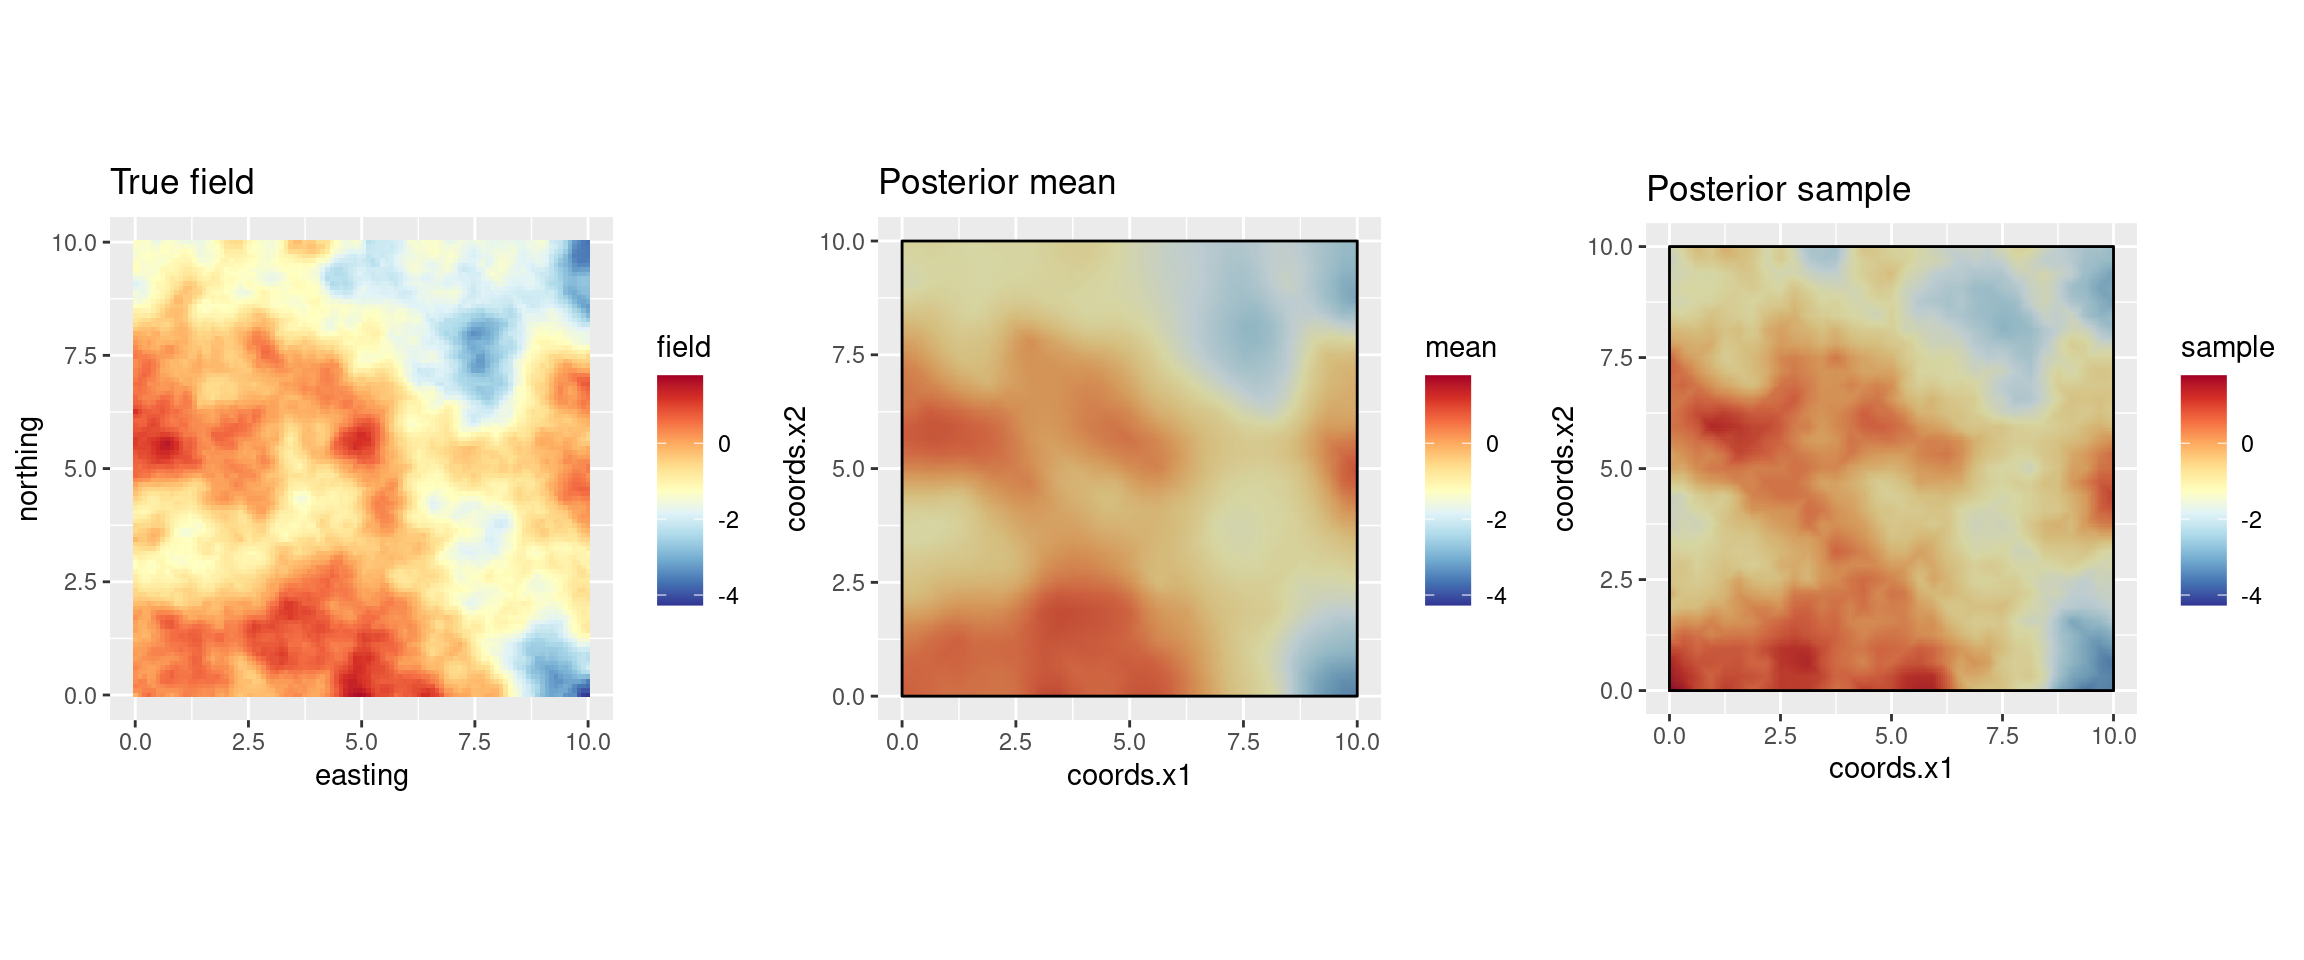 True field
10.0
7.5
5.0
2.5
0.0
northing
0.0 2.5 5.0 7.5 10.0
easting
field
0
-2
-4
Posterior mean
10.0
7.5
5.0
2.5
0.0
coords.x2
0.0 2.5 5.0 7.5 10.0
coords.x1
mean
0
-2
-4
Posterior sample
10.0
7.5
5.0
2.5
0.0
coords.x2
0.0 2.5 5.0 7.5 10.0
coords.x1
sample
0
-2
-4